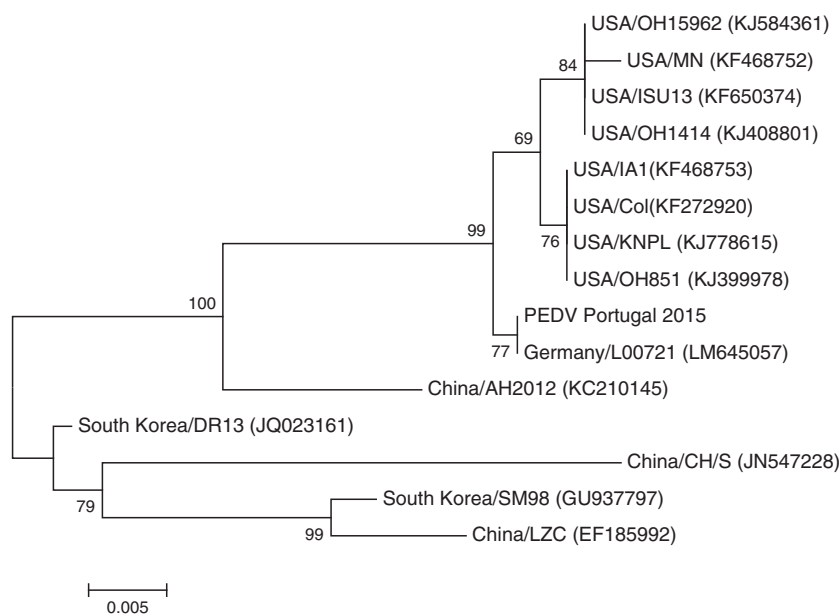 USA/OH15962 (KJ584361)
84
USA/MN (KF468752)
USA/ISU13 (KF650374)
USA/OH1414 (KJ408801)
69
USA/IA1(KF468753)
USA/Col(KF272920)
99
76
USA/KNPL (KJ778615)
USA/OH851 (KJ399978)
100
PEDV Portugal 2015
77
Germany/L00721 (LM645057)
China/AH2012 (KC210145)
South Korea/DR13 (JQ023161)
China/CH/S (JN547228)
79
South Korea/SM98 (GU937797)
99
China/LZC (EF185992)
0.005